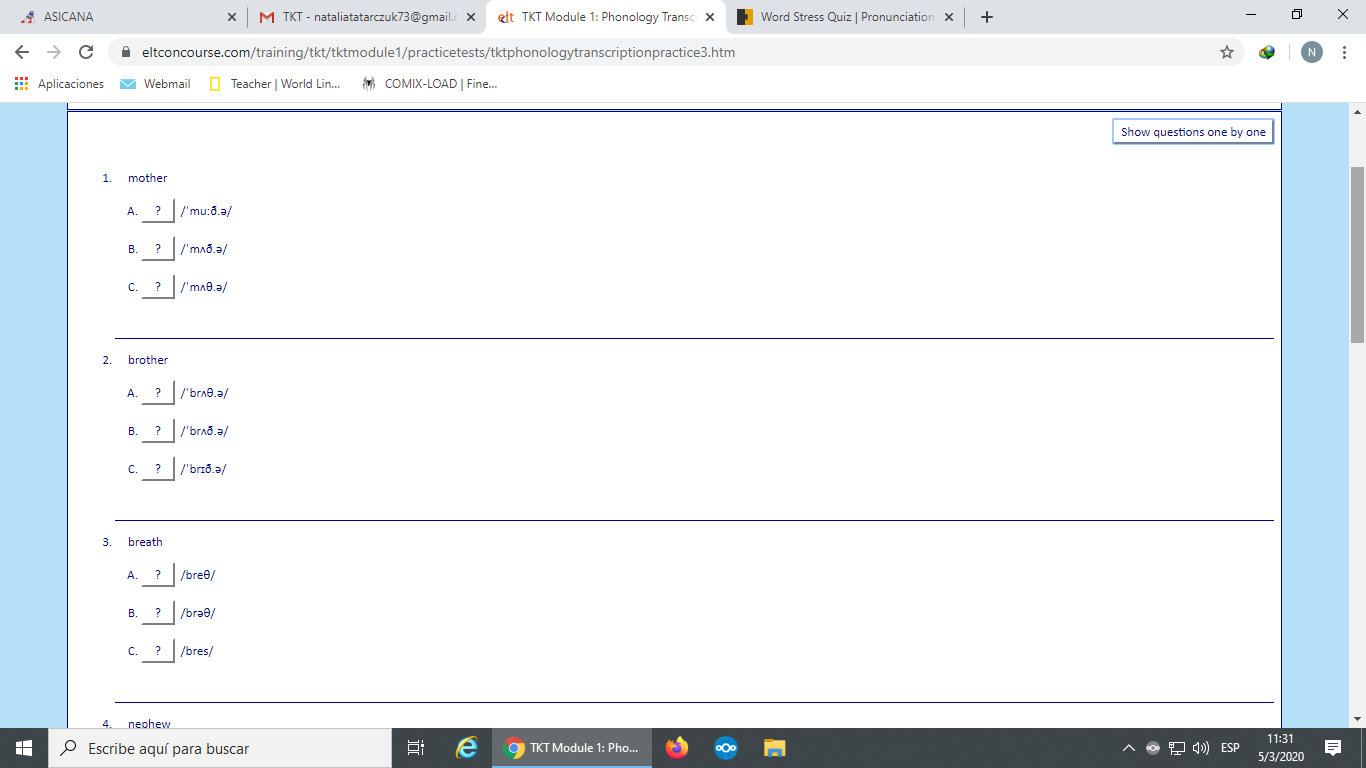 ASICANA
TKT - nataliatatarczuk73@gmail.c
TKT Module 1: Phonology Transc
Word Stress Quiz | Pronunciation
eltconcourse.com/training/tkt/tktmodule1/practicetests/tktphonologytranscriptionpractice3.htm
N
Aplicaciones
Webmail
Teacher | World Lin...
COMIX-LOAD | Fine...
Show questions one by one
1. mother
A. ? /ˈmuːð.ə/
B. ? /ˈmʌð.ə/
C. ? /ˈmʌθ.ə/
2. brother
A. ? /ˈbrʌθ.ə/
B. ? /ˈbrʌð.ə/
C. ? /ˈbrɪð.ə/
3. breath
A. ? /breθ/
B. ? /brəθ/
C. ? /bres/
4. nephew
Escribe aquí para buscar
TKT Module 1: Pho...
ESP
11:31
5/3/2020